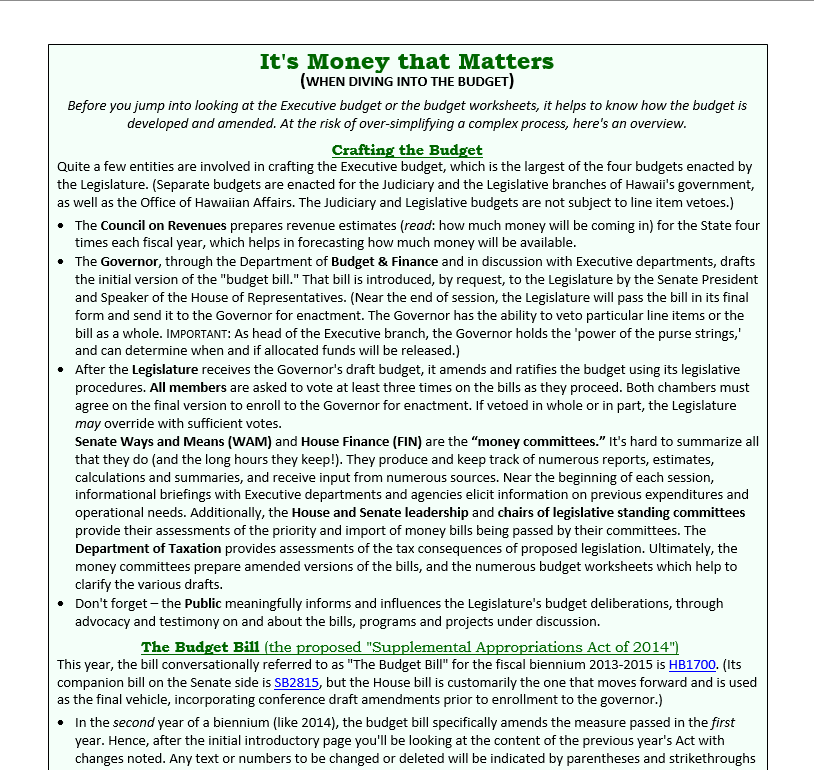 It's Money that Matters
(WHEN DIVING INTO THE BUDGET)
Before you jump into looking at the Executive budget or the budget worksheets, it helps to know how the budget is
developed and amended. At the risk of over-simplifying a complex process, here's an overview.
Crafting the Budget
Quite a few entities are involved in crafting the Executive budget, which is the largest of the four budgets enacted by
the Legislature. (Separate budgets are enacted for the Judiciary and the Legislative branches of Hawaii's government,
as well as the Office of Hawaiian Affairs. The Judiciary and Legislative budgets are not subject to line item vetoes.)
• The Council on Revenues prepares revenue estimates (read: how much money will be coming in) for the State four
times each fiscal year, which helps in forecasting how much money will be available.
• The Governor, through the Department of Budget & Finance and in discussion with Executive departments, drafts
the initial version of the "budget bill." That bill is introduced, by request, to the Legislature by the Senate President
and Speaker of the House of Representatives. (Near the end of session, the Legislature will pass the bill in its final
form and send it to the Governor for enactment. The Governor has the ability to veto particular line items or the
bill as a whole. IMPORTANT: As head of the Executive branch, the Governor holds the 'power of the purse strings,'
and can determine when and if allocated funds will be released.)
• After the Legislature receives the Governor's draft budget, it amends and ratifies the budget using its legislative
procedures. All members are asked to vote at least three times on the bills as they proceed. Both chambers must
agree on the final version to enroll to the Governor for enactment. If vetoed in whole or in part, the Legislature
may override with sufficient votes.
Senate Ways and Means (WAM) and House Finance (FIN) are the “money committees.” It's hard to summarize all
that they do (and the long hours they keep!). They produce and keep track of numerous reports, estimates,
calculations and summaries, and receive input from numerous sources. Near the beginning of each session,
informational briefings with Executive departments and agencies elicit information on previous expenditures and
operational needs. Additionally, the House and Senate leadership and chairs of legislative standing committees
provide their assessments of the priority and import of money bills being passed by their committees. The
Department of Taxation provides assessments of the tax consequences of proposed legislation. Ultimately, the
money committees prepare amended versions of the bills, and the numerous budget worksheets which help to
clarify the various drafts.
• Don't forget – the Public meaningfully informs and influences the Legislature's budget deliberations, through
advocacy and testimony on and about the bills, programs and projects under discussion.
The Budget Bill (the proposed "Supplemental Appropriations Act of 2014")
This year, the bill conversationally referred to as "The Budget Bill" for the fiscal biennium 2013-2015 is HB1700. (Its
companion bill on the Senate side is SB2815, but the House bill is customarily the one that moves forward and is used
as the final vehicle, incorporating conference draft amendments prior to enrollment to the governor.)
• In the second year of a biennium (like 2014), the budget bill specifically amends the measure passed in the first
year. Hence, after the initial introductory page you'll be looking at the content of the previous year's Act with
changes noted. Any text or numbers to be changed or deleted will be indicated by parentheses and strikethroughs